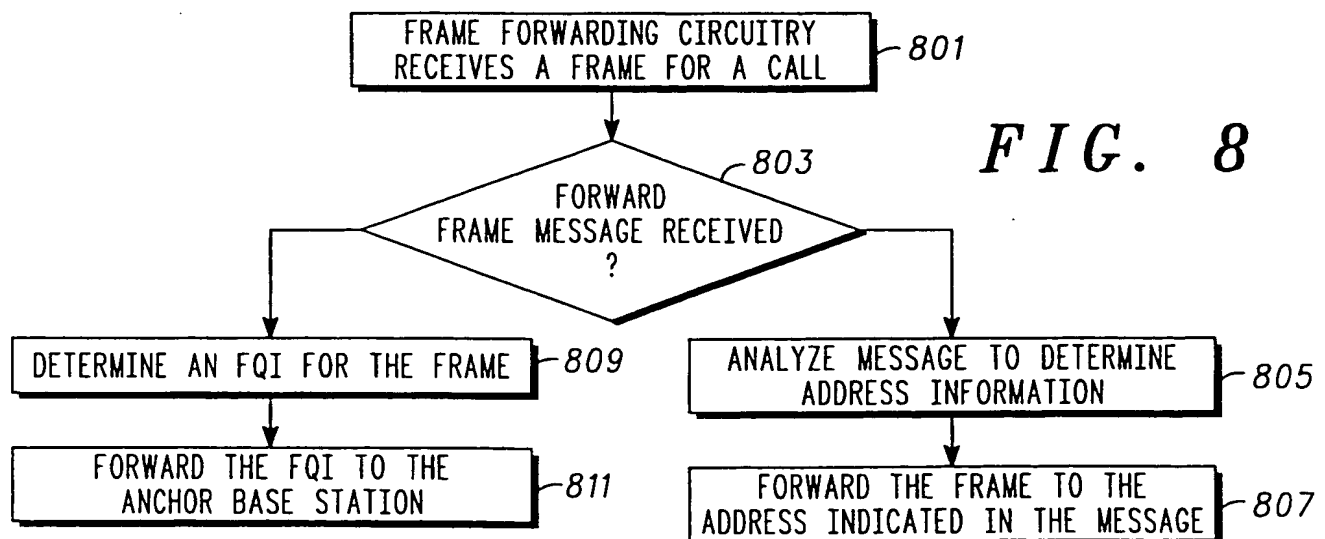 FRAME FORWARDING CIRCUITRY
RECEIVES A FRAME FOR A CALL
801
FIG. 8
803
FORWARD
FRAME MESSAGE RECEIVED
?
DETERMINE AN FQI FOR THE FRAME
809
ANALYZE MESSAGE TO DETERMINE
ADDRESS INFORMATION
805
FORWARD THE FQI TO THE
ANCHOR BASE STATION
811
FORWARD THE FRAME TO THE
ADDRESS INDICATED IN THE MESSAGE
807